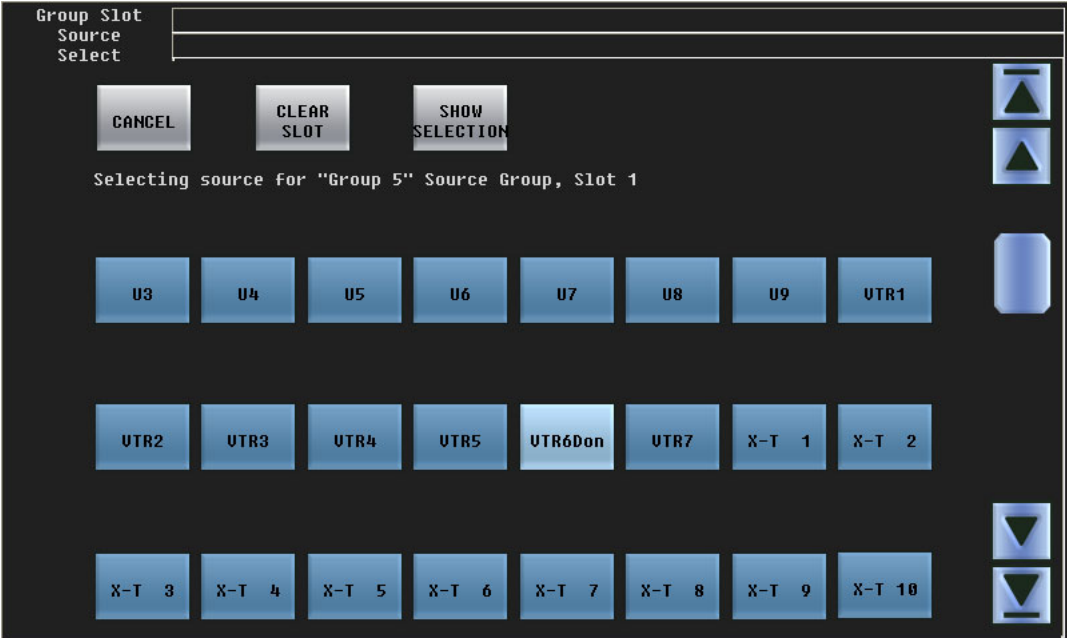 Group Slot
Source
Select
CANCEL
CLEAR
SLOT
SHOW
SELECTION
Selecting source for "Group 5" Source Group, Slot 1
U3 U4 U5 U6 U7 U8 U9 VTR1
VTR2 VTR3 VTR4 VTR5 VTR6Don VTR7 X-T 1 X-T 2
X-T 3 X-T 4 X-T 5 X-T 6 X-T 7 X-T 8 X-T 9 X-T 10